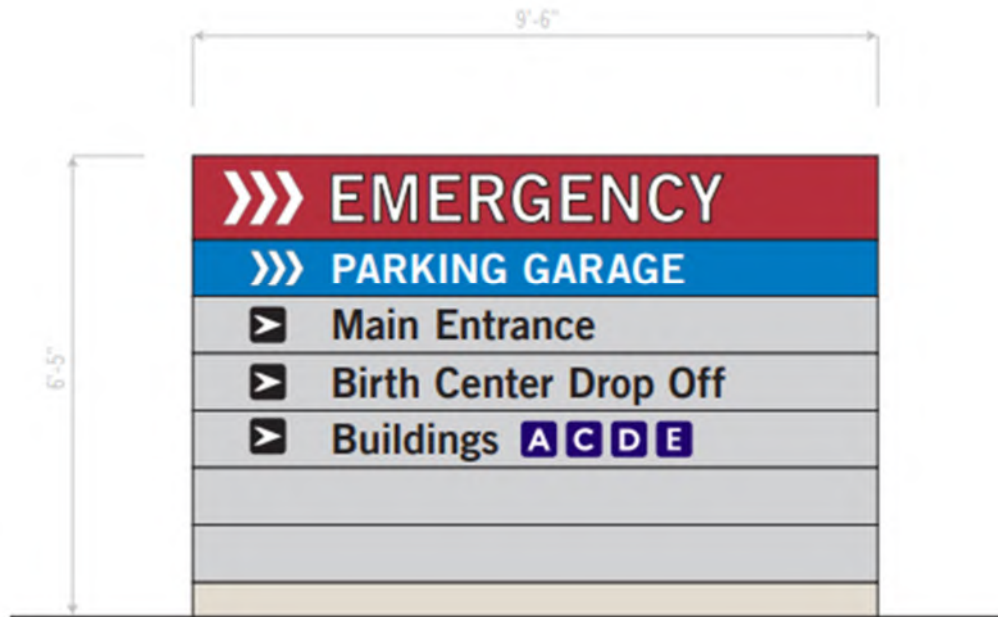 9'-6"
EMERGENCY
PARKING GARAGE
6'-5"
Main Entrance
Birth Center Drop Off
Buildings A C D E